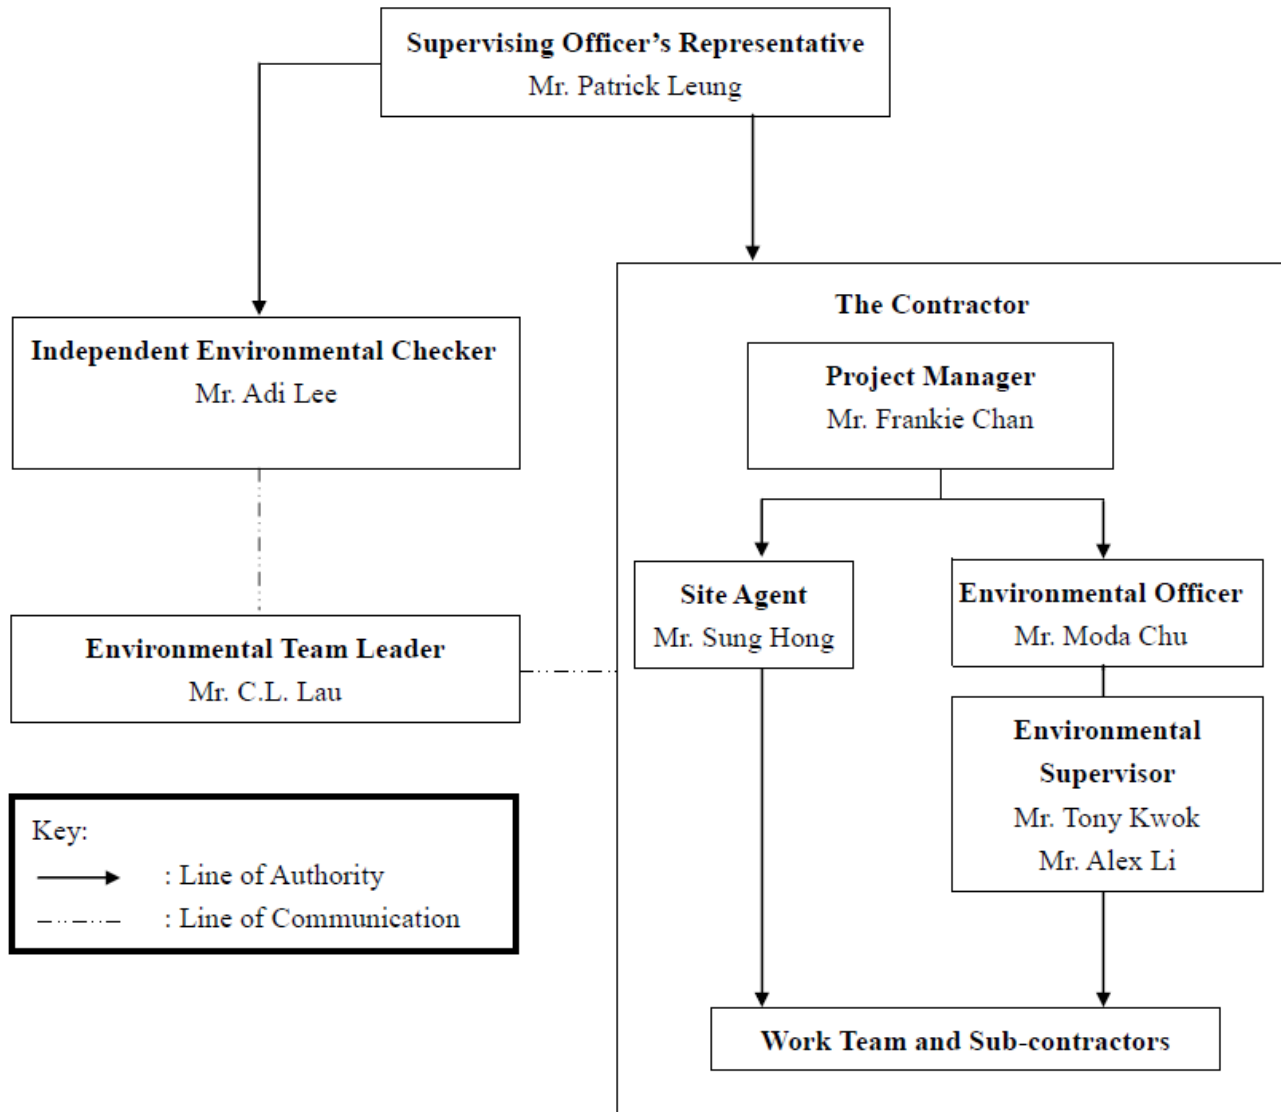 Supervising Officer’s Representative
Mr. Patrick Leung
The Contractor
Independent Environmental Checker
Mr. Adi Lee
Project Manager
Mr. Frankie Chan
Site Agent
Mr. Sung Hong
Environmental Officer
Mr. Moda Chu
Environmental Team Leader
Mr. C.L. Lau
Environmental
Supervisor
Mr. Tony Kwok
Mr. Alex Li
Key:
: Line of Authority
: Line of Communication
Work Team and Sub-contractors